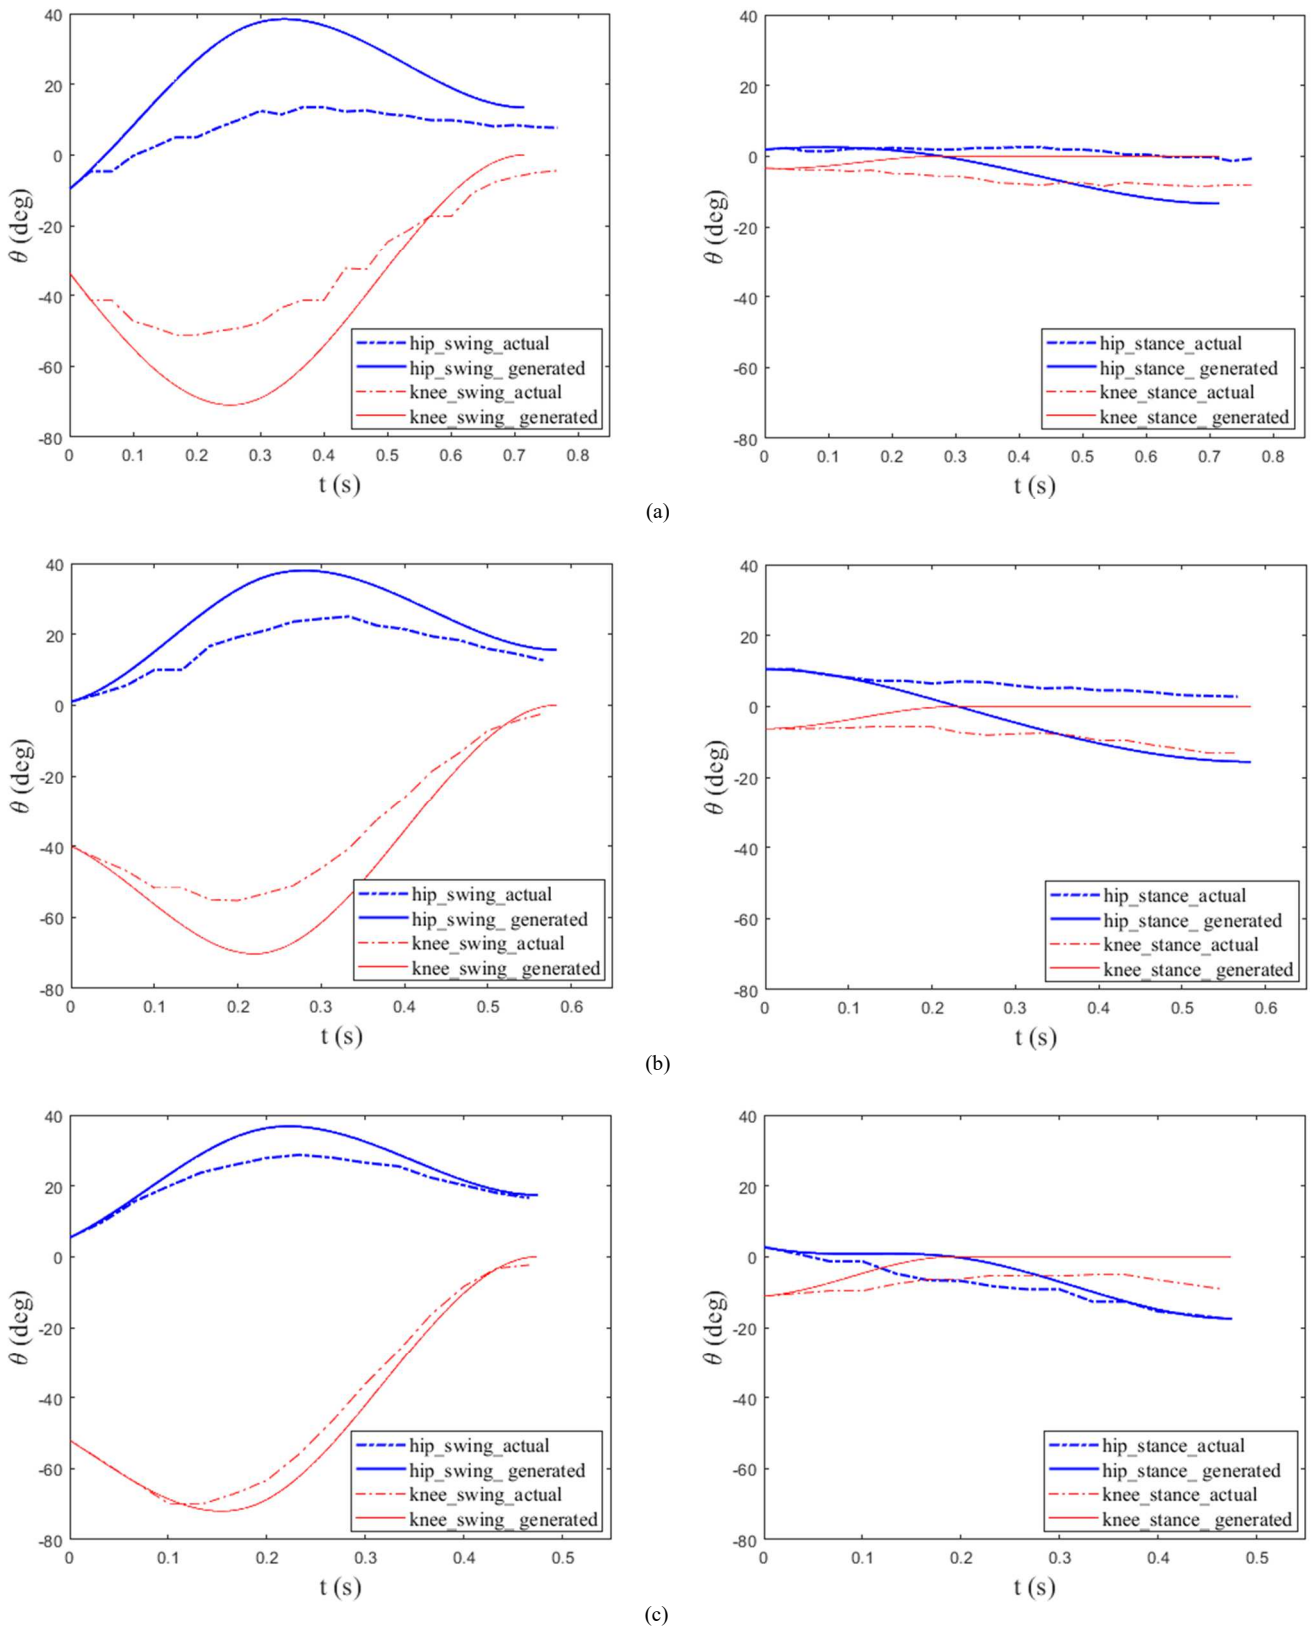 40
20
0
-20
-40
-60
-80
θ (deg)
hip_swing_actual
hip_swing_ generated
knee_swing_actual
knee_swing_ generated
0 0.1 0.2 0.3 0.4 0.5 0.6 0.7 0.8
t (s)
40
20
0
-20
-40
-60
-80
θ (deg)
hip_stance_actual
hip_stance_ generated
knee_stance_actual
knee_stance_ generated
0 0.1 0.2 0.3 0.4 0.5 0.6 0.7 0.8
t (s)
(a)
40
20
0
-20
-40
-60
-80
θ (deg)
hip_swing_actual
hip_swing_ generated
knee_swing_actual
knee_swing_ generated
0 0.1 0.2 0.3 0.4 0.5 0.6
t (s)
40
20
0
-20
-40
-60
-80
θ (deg)
hip_stance_actual
hip_stance_ generated
knee_stance_actual
knee_stance_ generated
0 0.1 0.2 0.3 0.4 0.5 0.6
t (s)
(b)
40
20
0
-20
-40
-60
-80
θ (deg)
hip_swing_actual
hip_swing_ generated
knee_swing_actual
knee_swing_ generated
0 0.1 0.2 0.3 0.4 0.5
t (s)
40
20
0
-20
-40
-60
-80
θ (deg)
hip_stance_actual
hip_stance_ generated
knee_stance_actual
knee_stance_ generated
0 0.1 0.2 0.3 0.4 0.5
t (s)
(c)